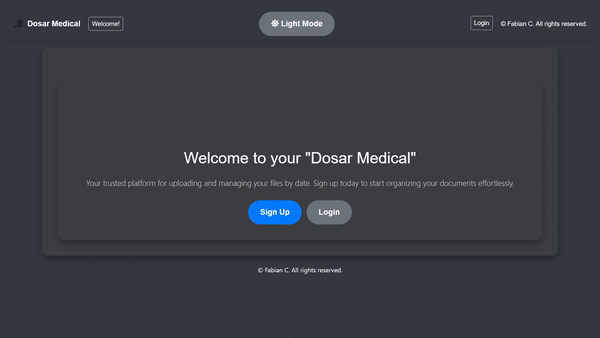 Dosar Medical Welcome! Light Mode Login © Fabian C. All rights reserved.
Welcome to your "Dosar Medical"
Your trusted platform for uploading and managing your files by date. Sign up today to start organizing your documents effortlessly.
Sign Up Login
© Fabian C. All rights reserved.